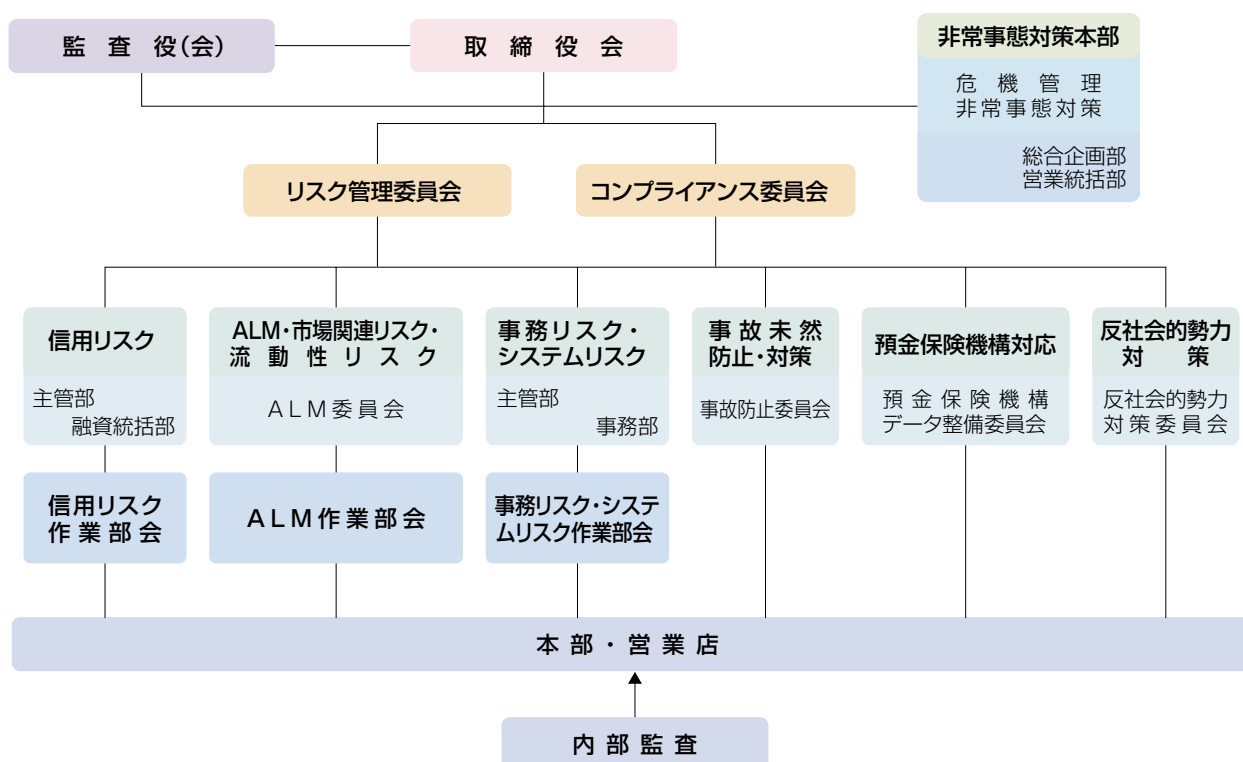 監査役(会)
取締役会
非常事態対策本部
危機管理
非常事態対策
総合企画部
営業統括部
リスク管理委員会
コンプライアンス委員会
信用リスク
主管部
融資統括部
ALM・市場関連リスク・
流動性リスク
ALM委員会
事務リスク・
システムリスク
主管部
事務部
事故未然
防止・対策
事故防止委員会
預金保険機構対応
預金保険機構
データ整備委員会
反社会的勢力
対策
反社会的勢力
対策委員会
信用リスク
作業部会
ALM作業部会
事務リスク・システ
ムリスク作業部会
本部・営業店
内部監査